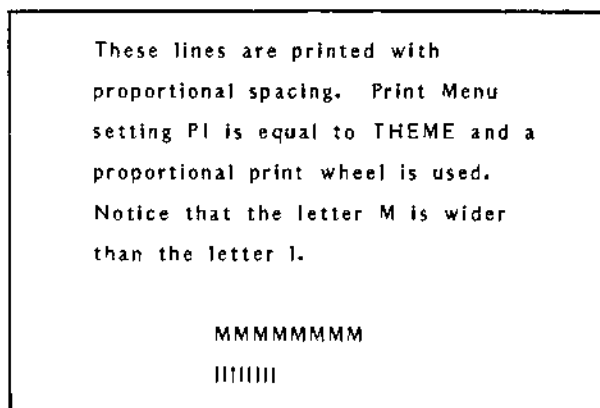 These lines are printed with
proportional spacing. Print Menu
setting PI is equal to THEME and a
proportional print wheel is used.
Notice that the letter M is wider
than the letter l.
MMMMMMMM
llllllll